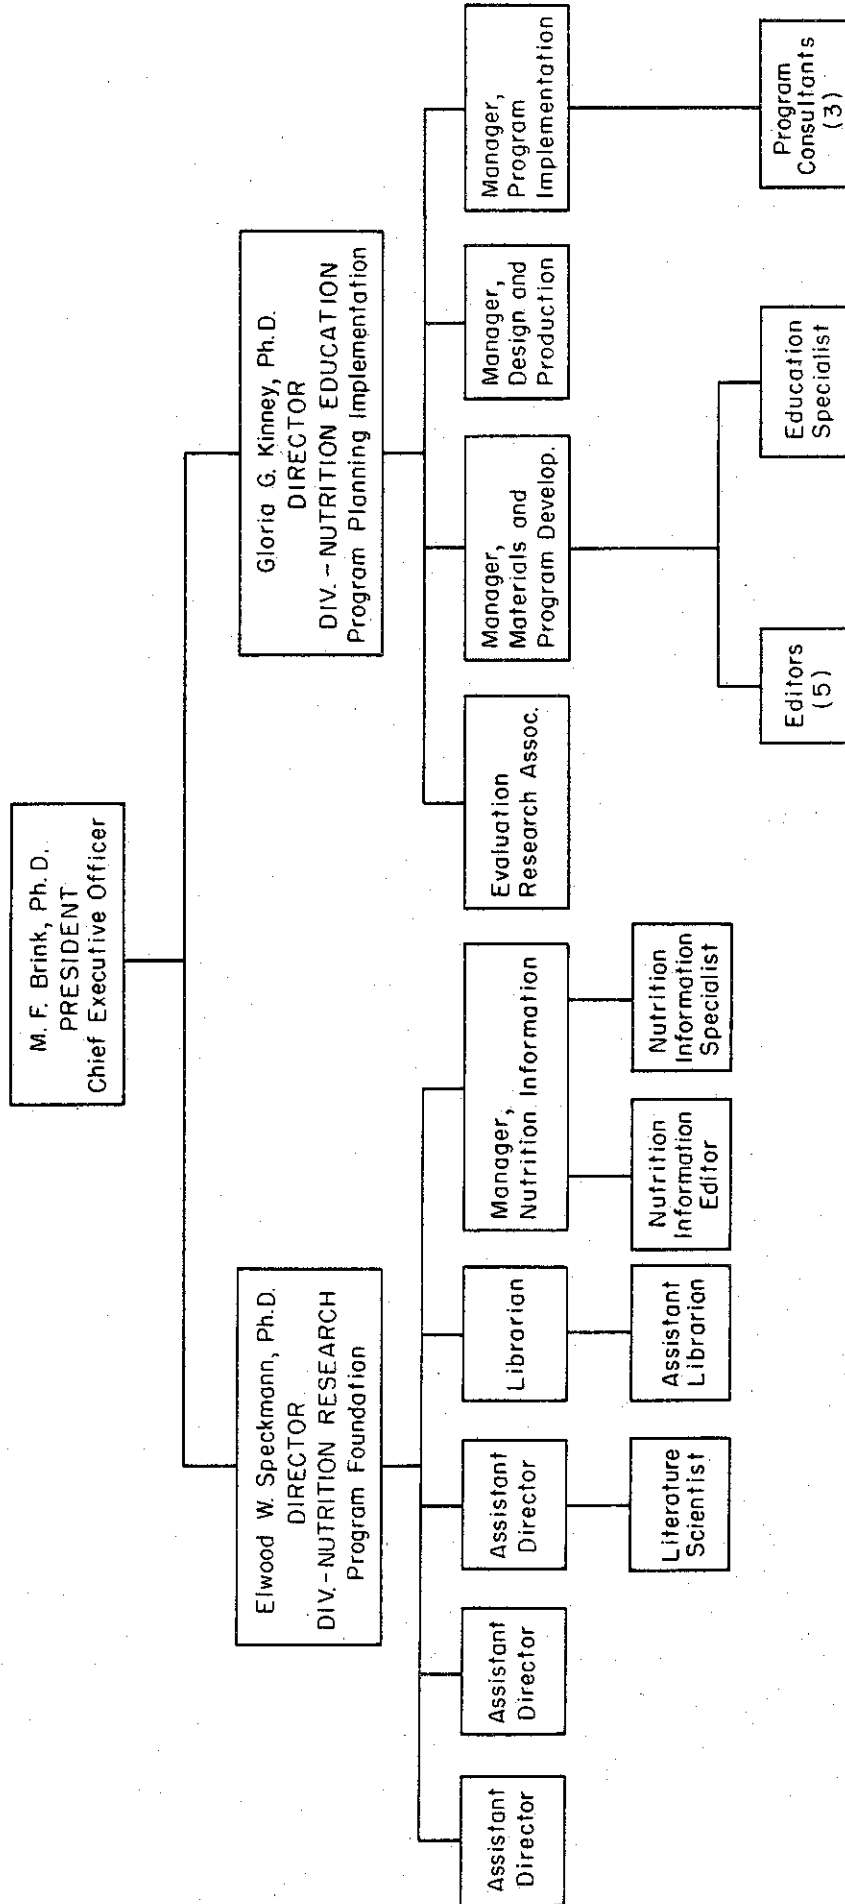 M. F. Brink, Ph. D.
PRESIDENT
Chief Executive Officer
Elwood W. Speckmann, Ph.D.
DIRECTOR
DIV.-NUTRITION RESEARCH
Program Foundation
Gloria G. Kinney, Ph.D.
DIRECTOR
DIV.-NUTRITION EDUCATION
Program Planning Implementation
Assistant
Director
Assistant
Director
Assistant
Director
Librarian
Manager,
Nutrition Information
Evaluation
Research Assoc.
Manager,
Materials and
Program Develop.
Manager,
Design and
Production
Manager,
Program
Implementation
Literature
Scientist
Assistant
Librarian
Nutrition
Information
Editor
Nutrition
Information
Specialist
Editors
(5)
Education
Specialist
Program
Consultants
(3)